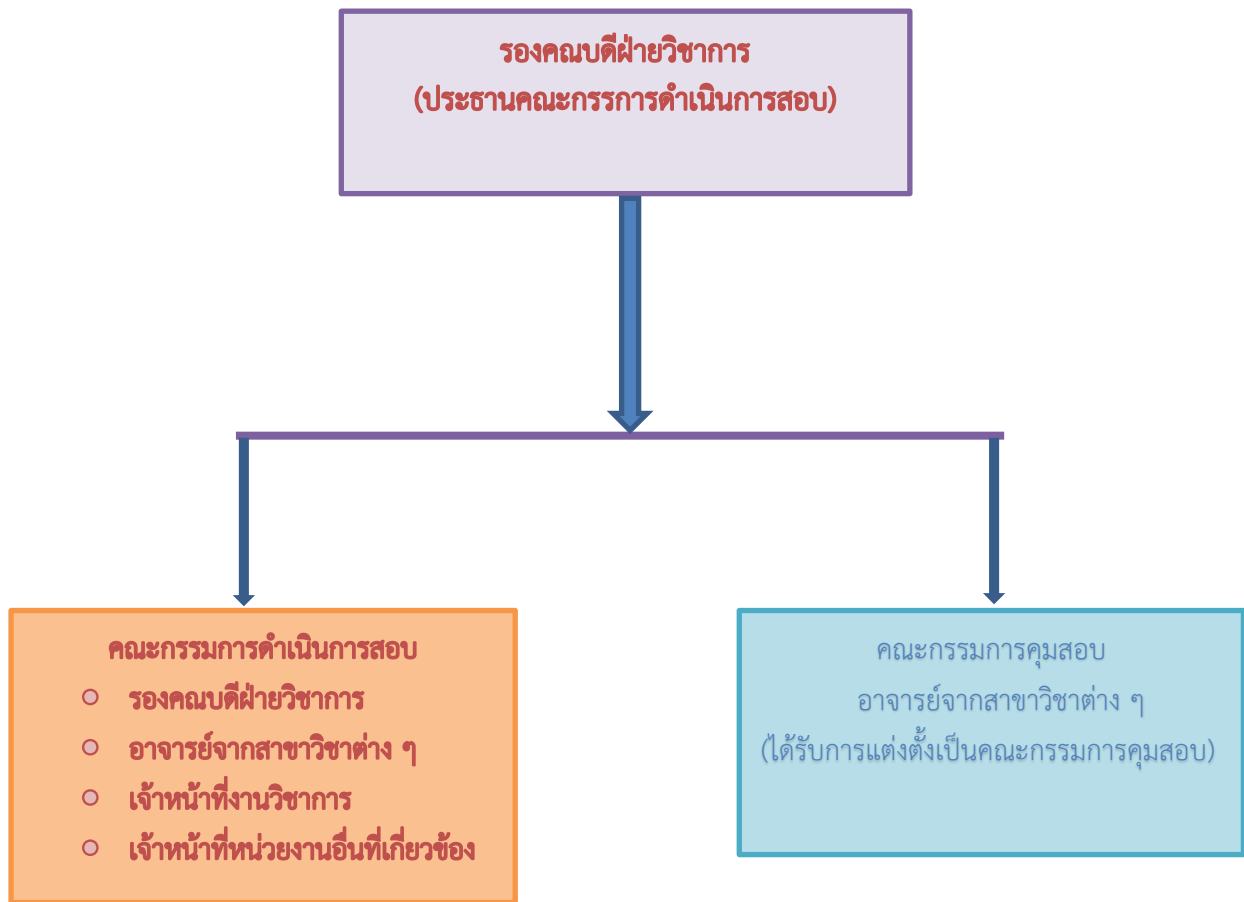 รองคณบดีฝ่ายวิชาการ
(ประธานคณะกรรการดำเนินการสอบ)
คณะกรรมการดำเนินการสอบ
รองคณบดีฝ่ายวิชาการ
อาจารย์จากสาขาวิชาต่าง ๆ
เจ้าหน้าที่งานวิชาการ
เจ้าหน้าที่หน่วยงานอื่นที่เกี่ยวข้อง
คณะกรรมการคุมสอบ
อาจารย์จากสาขาวิชาต่าง ๆ
(ได้รับการแต่งตั้งเป็นคณะกรรมการคุมสอบ)